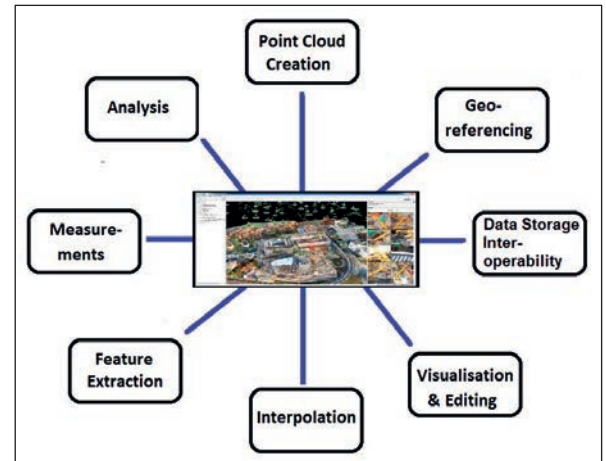 Point Cloud
Creation
Geo-
referencing
Data Storage
Inter-
operability
Visualisation
& Editing
Interpolation
Feature
Extraction
Measure-
ments
Analysis